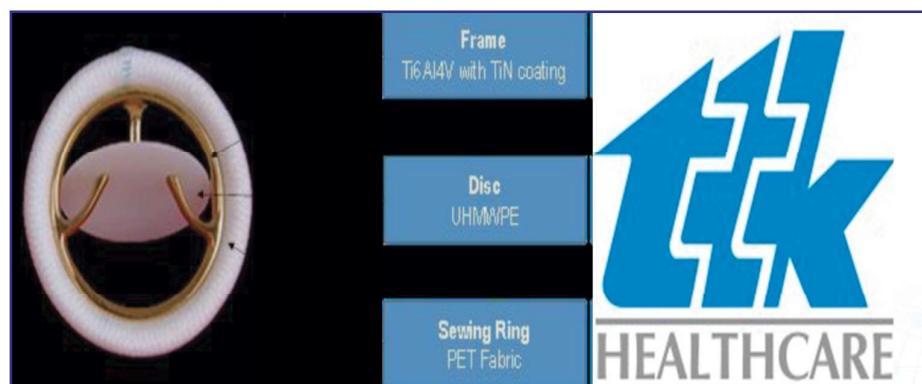 Frame
Ti6Al4V with TiN coating
Disc
UHMWPE
Sewing Ring
PET Fabric
ttk
HEALTHCARE